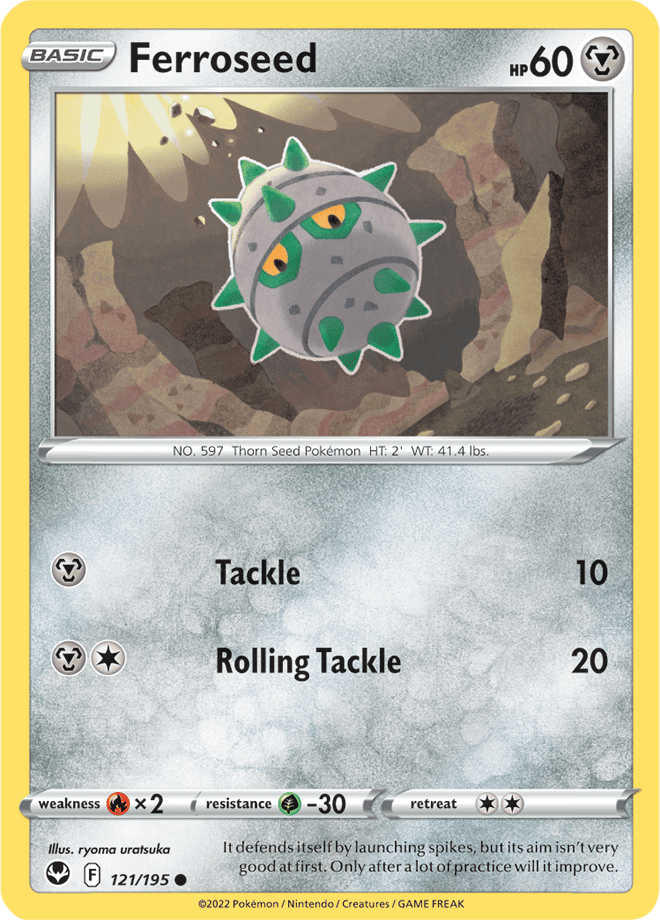 BASIC Ferroseed HP60
NO. 597 Thorn Seed Pokémon HT: 2' WT: 41.4 lbs.
Tackle 10
Rolling Tackle 20
weakness ×2 resistance -30 retreat
Illus. ryoma uratsuka
It defends itself by launching spikes, but its aim isn't very
good at first. Only after a lot of practice will it improve.
F 121/195
©2022 Pokémon / Nintendo / Creatures / GAME FREAK